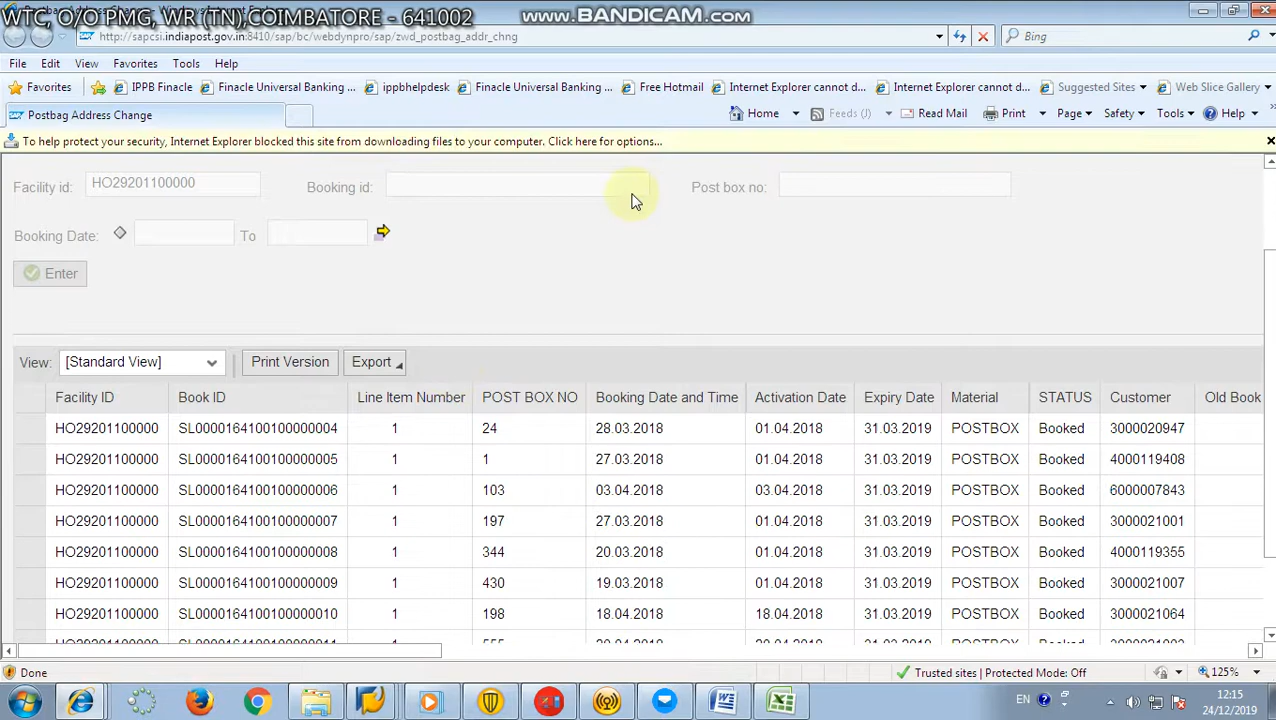 WTC, O/O PMG, WR (TN),COIMBATORE - 641002
www.BANDICAM.com
http://sapcsi.indiapost.gov.in:8410/sap/bc/webdynpro/sap/zwd_postbag_addr_chng
Bing
File Edit View Favorites Tools Help
Favorites IPPB Finacle Finacle Universal Banking ... ippbhelpdesk Finacle Universal Banking ... Free Hotmail Internet Explorer cannot d... Internet Explorer cannot d... Suggested Sites Web Slice Gallery
Postbag Address Change Home Feeds (J) Read Mail Print Page Safety Tools Help
To help protect your security, Internet Explorer blocked this site from downloading files to your computer. Click here for options...
Facility id: HO29201100000 Booking id: Post box no:
Booking Date: To
Enter
View: [Standard View] Print Version Export
Facility ID Book ID Line Item Number POST BOX NO Booking Date and Time Activation Date Expiry Date Material STATUS Customer Old Book
HO29201100000 SL0000164100100000004 1 24 28.03.2018 01.04.2018 31.03.2019 POSTBOX Booked 3000020947
HO29201100000 SL0000164100100000005 1 1 27.03.2018 01.04.2018 31.03.2019 POSTBOX Booked 4000119408
HO29201100000 SL0000164100100000006 1 103 03.04.2018 03.04.2018 31.03.2019 POSTBOX Booked 6000007843
HO29201100000 SL0000164100100000007 1 197 27.03.2018 01.04.2018 31.03.2019 POSTBOX Booked 3000021001
HO29201100000 SL0000164100100000008 1 344 20.03.2018 01.04.2018 31.03.2019 POSTBOX Booked 4000119355
HO29201100000 SL0000164100100000009 1 430 19.03.2018 01.04.2018 31.03.2019 POSTBOX Booked 3000021007
HO29201100000 SL0000164100100000010 1 198 18.04.2018 18.04.2018 31.03.2019 POSTBOX Booked 3000021064
Done Trusted sites | Protected Mode: Off 125%
EN 12:15
24/12/2019